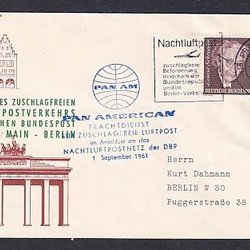 Nachtluftpost
zuschlagfreie
Beförderung
innerhalb der
Bundesrepublik
und im
Berlin-Verkehr
DEUTSCHE BUNDESPOST
PAN AM
ES ZUSCHLAGFREIEN
POSTVERKEHRS
CHEN BUNDESPOST
MAIN - BERLIN
PAN AMERICAN
FRACHTDIENST
ZUSCHLAGFREIE LUFTPOST
im Anschluss an das
NACHTLUFTPOSTNETZ der DBP
1 September 1961
Herrn
Kurt Dahmann
BERLIN W 30
Fuggerstraße 38